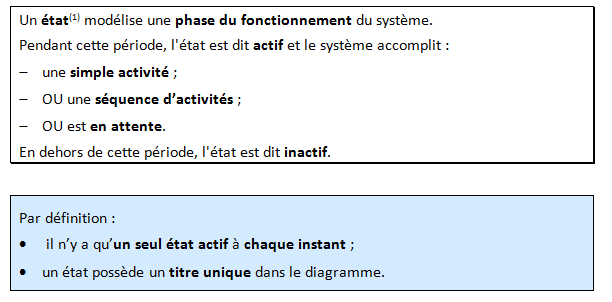 Un état(1) modélise une phase du fonctionnement du système.
Pendant cette période, l'état est dit actif et le système accomplit :
– une simple activité ;
– OU une séquence d’activités ;
– OU est en attente.
En dehors de cette période, l'état est dit inactif.
Par définition :
• il n’y a qu’un seul état actif à chaque instant ;
• un état possède un titre unique dans le diagramme.